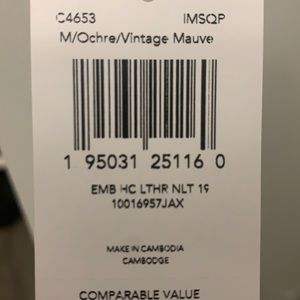 C4653 IMSQP
M/Ochre/Vintage Mauve
1 95031 25116 0
EMB HC LTHR NLT 19
10016957JAX
MADE IN CAMBODIA
CAMBODGE
COMPARABLE VALUE